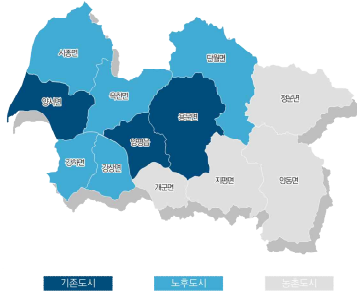 서종면
단월면
양서면
옥천면
청운면
용문면
양평읍
강하면
강상면
개군면
지평면
양동면
기존도시
노후도시
농촌도시